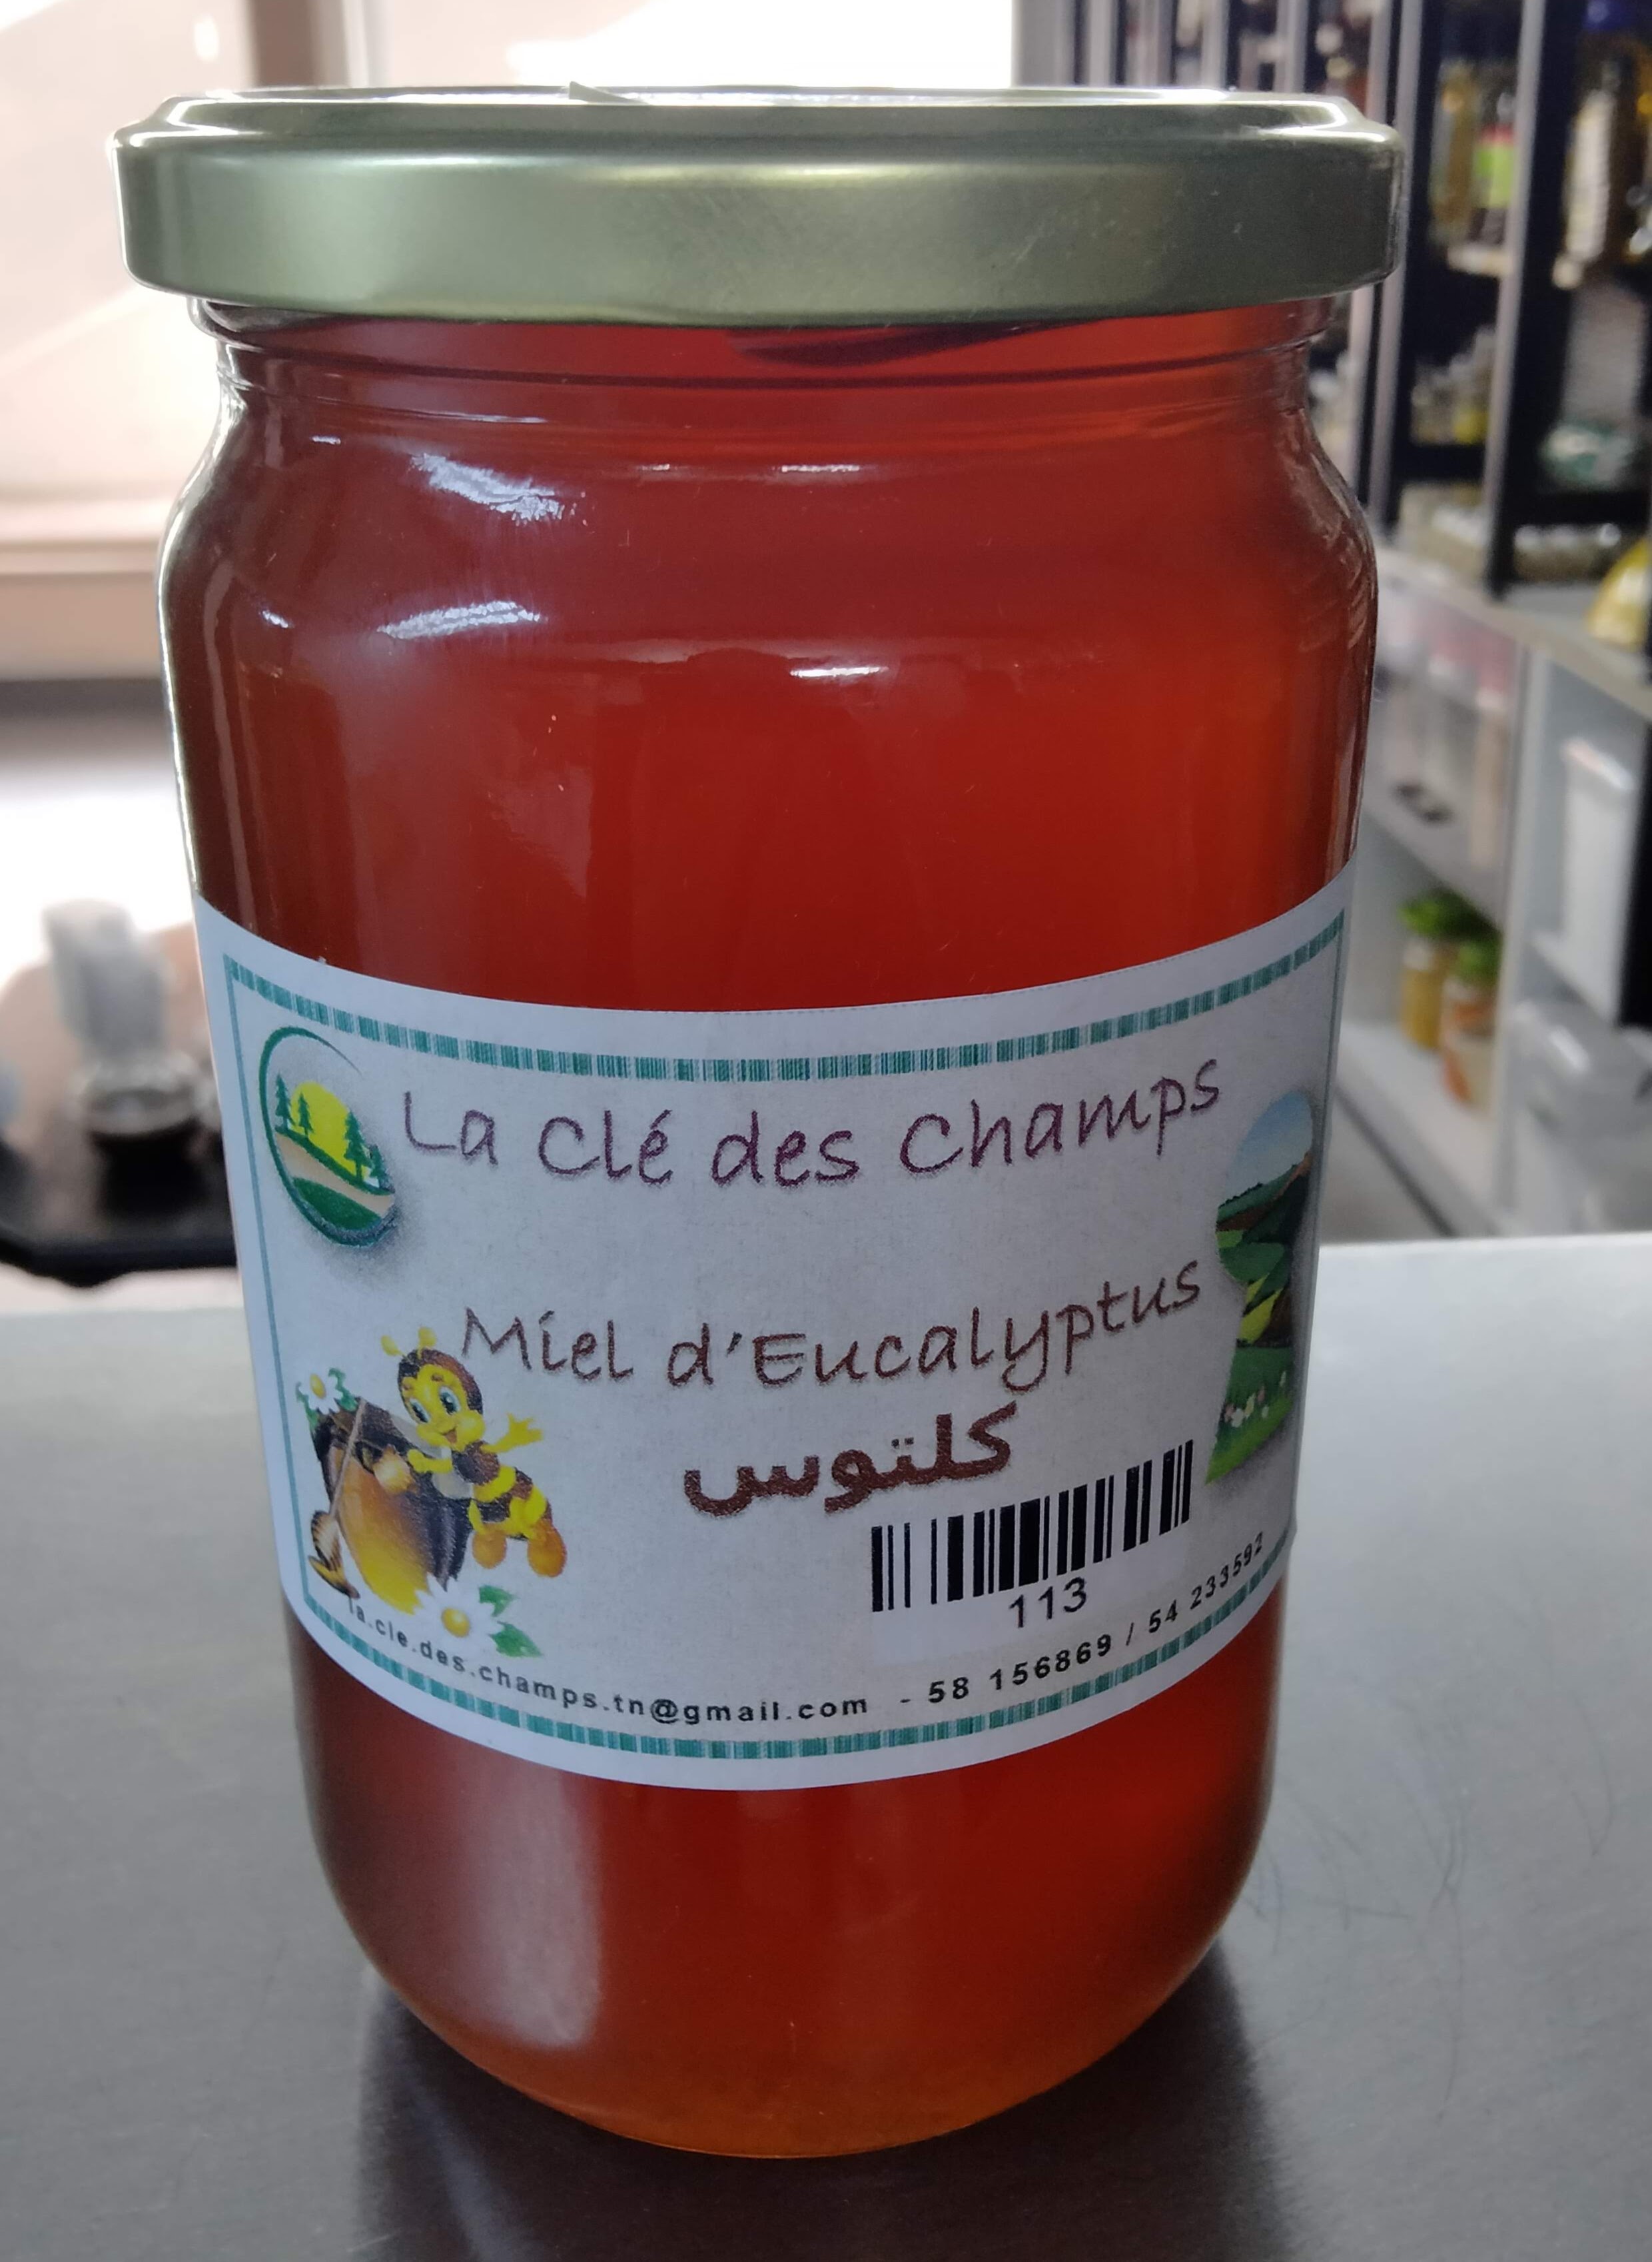 La Clé des Champs
Miel d'Eucalyptus
كلتوس
113
la.cle.des.champs.tn@gmail.com - 58 156869 / 54 233592